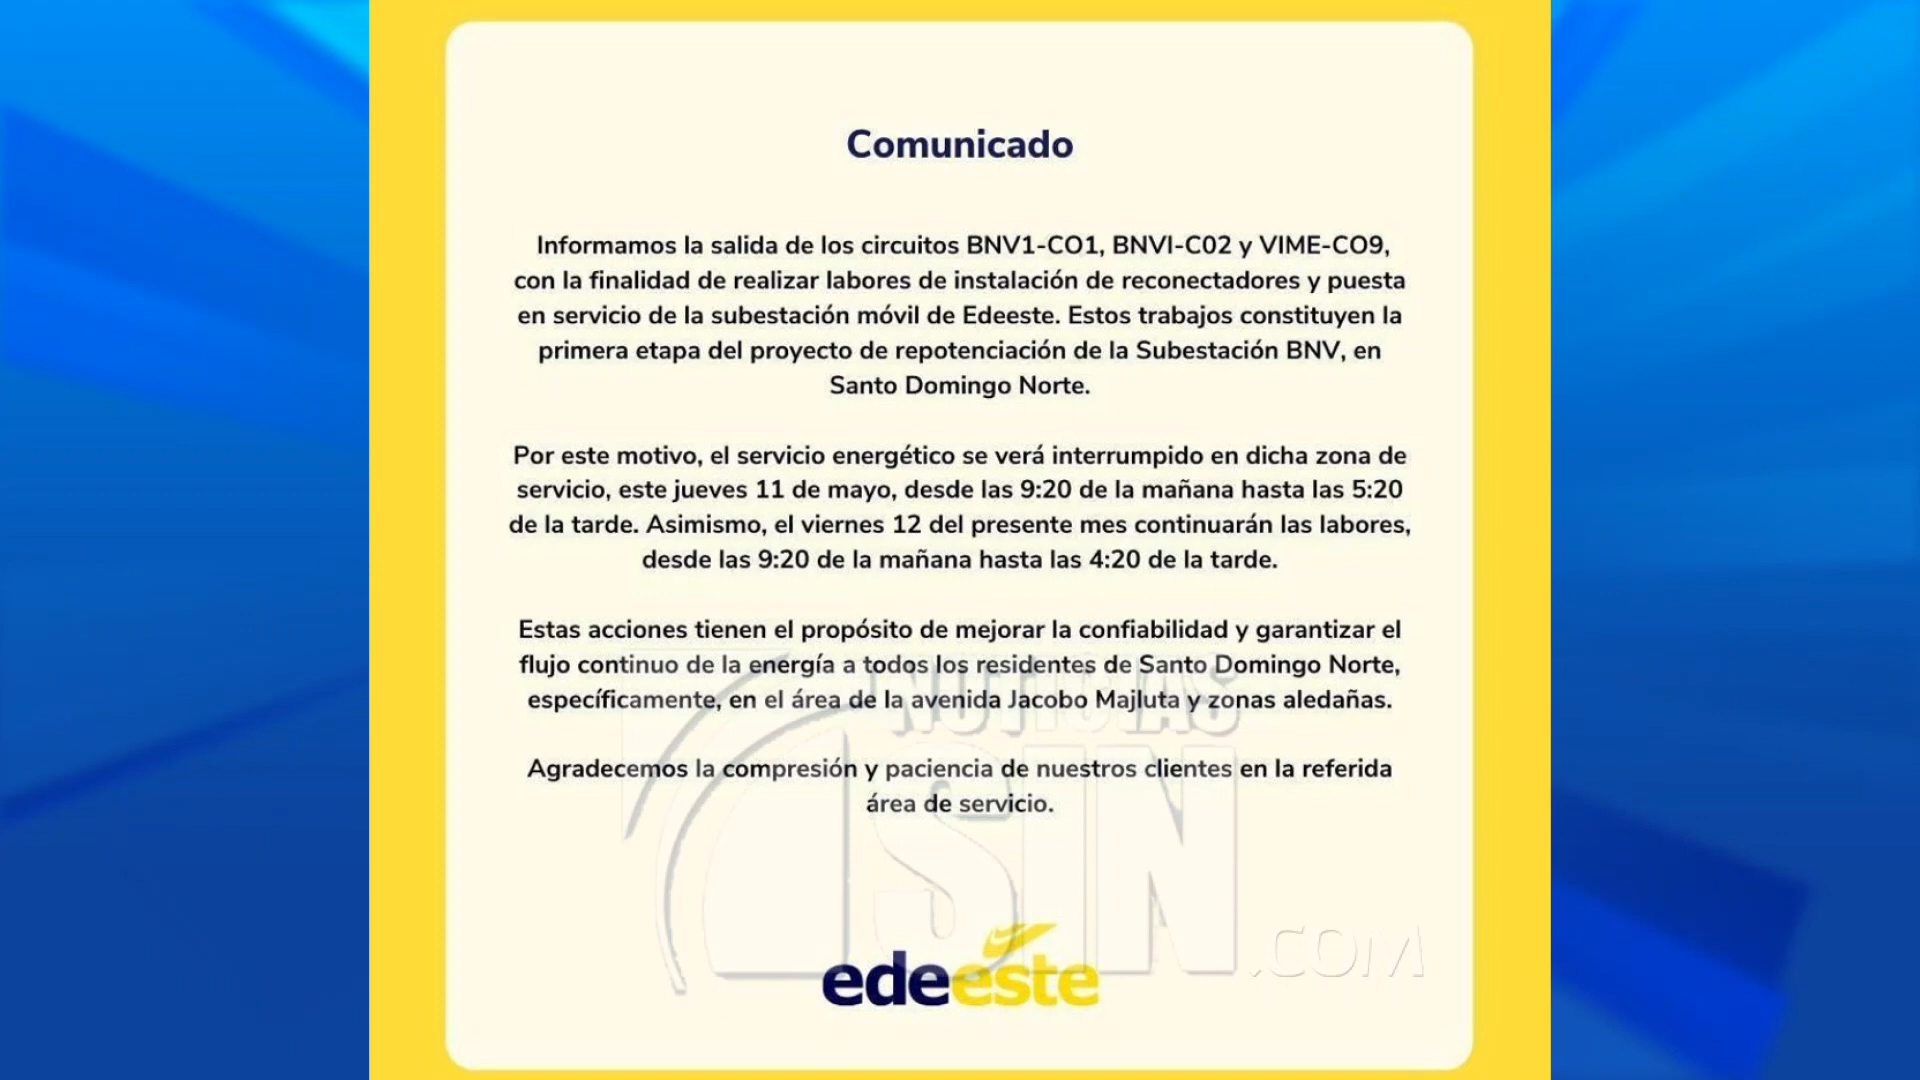 Comunicado
Informamos la salida de los circuitos BNV1-CO1, BNVI-C02 y VIME-CO9,
con la finalidad de realizar labores de instalación de reconectadores y puesta
en servicio de la subestación móvil de Edeeste. Estos trabajos constituyen la
primera etapa del proyecto de repotenciación de la Subestación BNV, en
Santo Domingo Norte.
Por este motivo, el servicio energético se verá interrumpido en dicha zona de
servicio, este jueves 11 de mayo, desde las 9:20 de la mañana hasta las 5:20
de la tarde. Asimismo, el viernes 12 del presente mes continuarán las labores,
desde las 9:20 de la mañana hasta las 4:20 de la tarde.
Estas acciones tienen el propósito de mejorar la confiabilidad y garantizar el
flujo continuo de la energía a todos los residentes de Santo Domingo Norte,
específicamente, en el área de la avenida Jacobo Majluta y zonas aledañas.
Agradecemos la compresión y paciencia de nuestros clientes en la referida
área de servicio.
NOTICIAS
SIN
.COM
edeeste